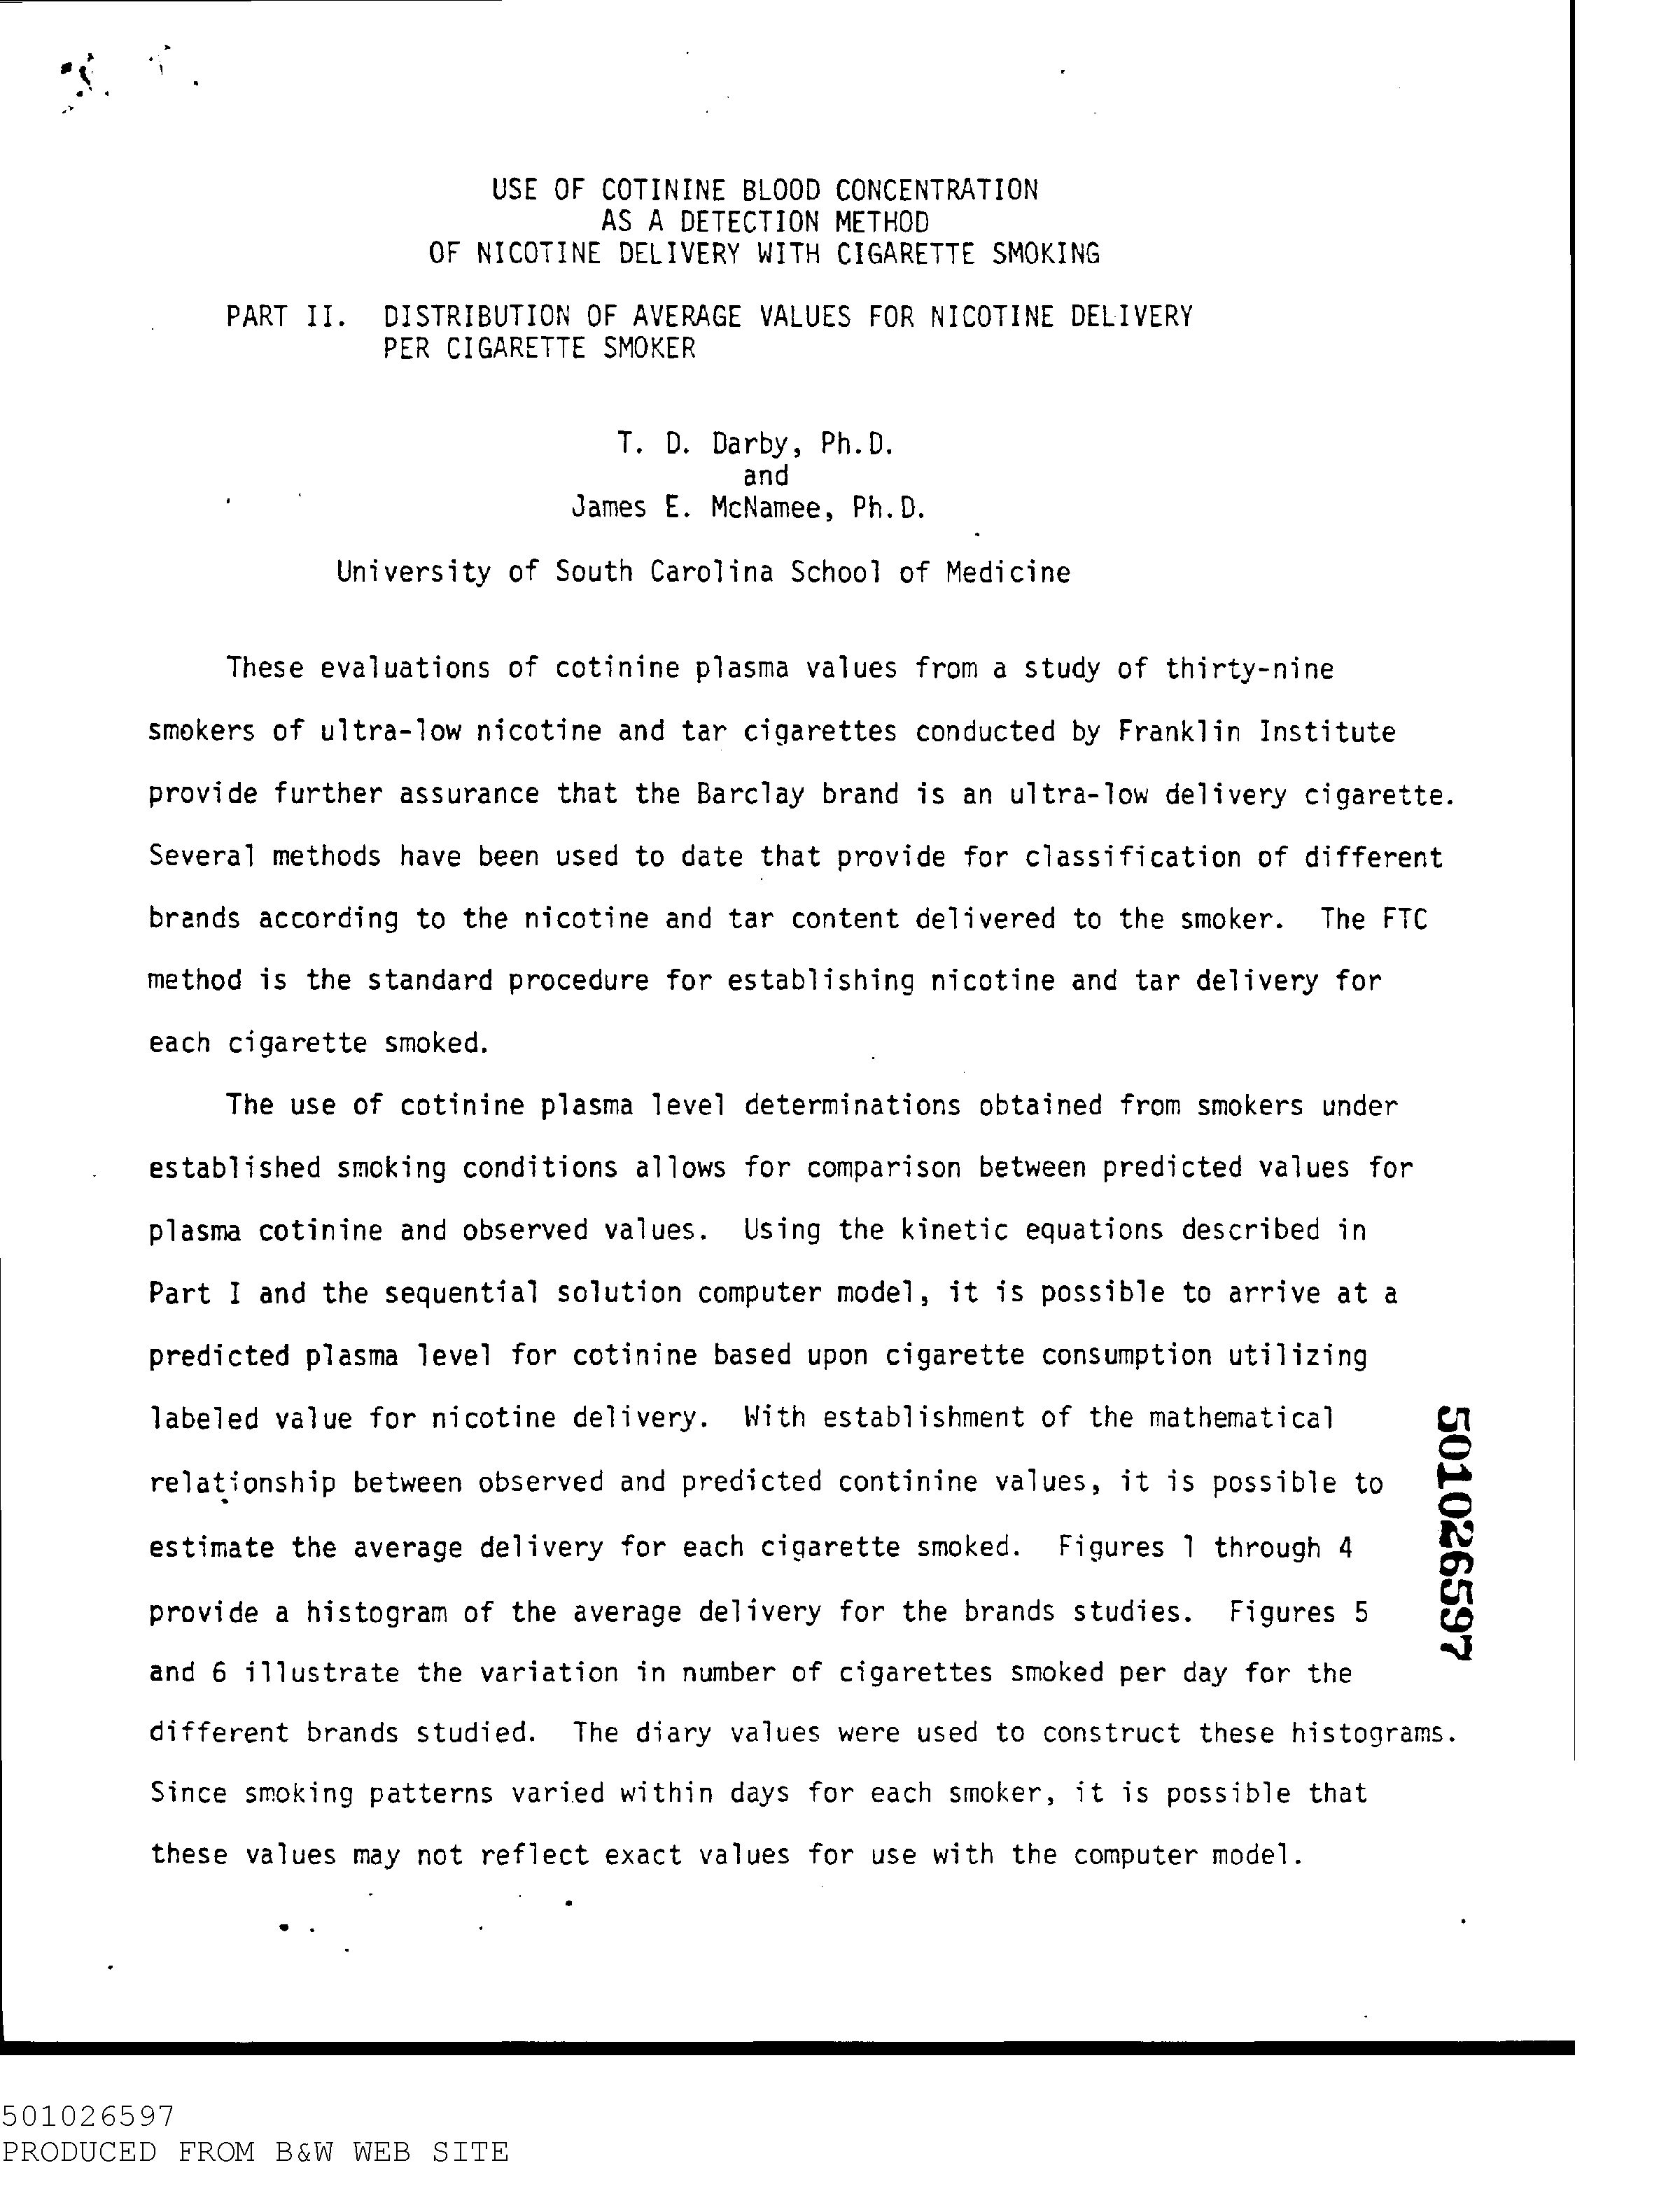 USE OF COTININE BLOOD CONCENTRATION
AS A DETECTION METHOD
OF NICOTINE DELIVERY WITH CIGARETTE SMOKING
PART II. DISTRIBUTION OF AVERAGE VALUES FOR NICOTINE DELIVERY
PER CIGARETTE SMOKER
T. D. Darby, Ph.D.
and
James E. McNamee, Ph.D.
University of South Carolina School of Medicine
These evaluations of cotinine plasma values from a study of thirty-nine
smokers of ultra-low nicotine and tar cigarettes conducted by Franklin Institute
provide further assurance that the Barclay brand is an ultra-low delivery cigarette.
Several methods have been used to date that provide for classification of different
brands according to the nicotine and tar content delivered to the smoker. The FTC
method is the standard procedure for establishing nicotine and tar delivery for
each cigarette smoked.
The use of cotinine plasma level determinations obtained from smokers under
established smoking conditions allows for comparison between predicted values for
plasma cotinine and observed values. Using the kinetic equations described in
Part I and the sequential solution computer model, it is possible to arrive at a
predicted plasma level for cotinine based upon cigarette consumption utilizing
labeled value for nicotine delivery. With establishment of the mathematical
relationship between observed and predicted continine values, it is possible to
estimate the average delivery for each cigarette smoked. Figures 1 through 4
provide a histogram of the average delivery for the brands studies. Figures 5
and 6 illustrate the variation in number of cigarettes smoked per day for the
different brands studied. The diary values were used to construct these histograms.
Since smoking patterns varied within days for each smoker, it is possible that
these values may not reflect exact values for use with the computer model.
501026597
501026597
PRODUCED FROM B&W WEB SITE